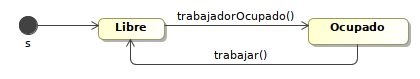 trabajadorOcupado()
Libre
Ocupado
s
trabajar()